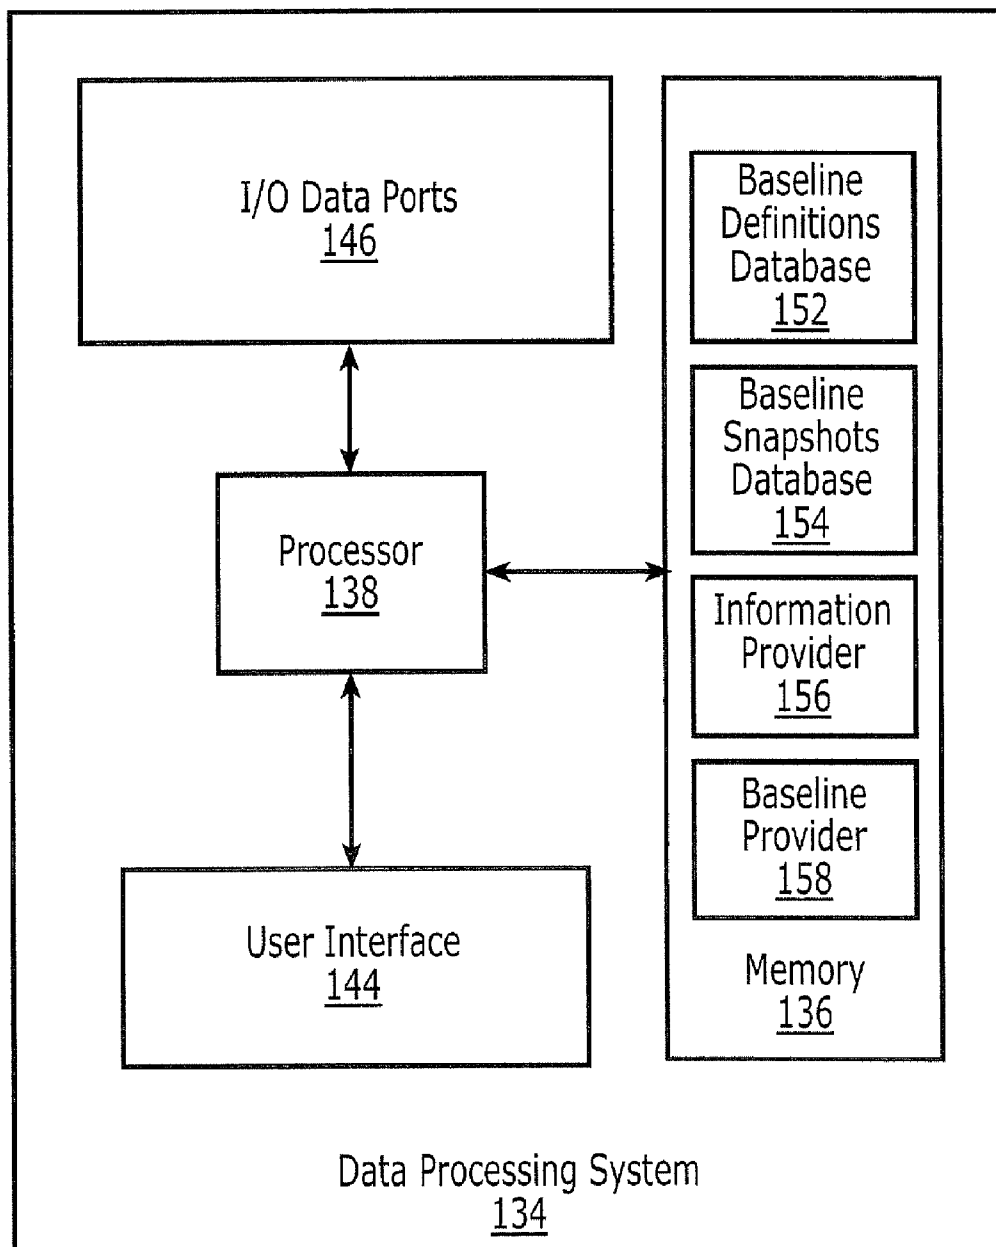 I/O Data Ports
146
Processor
138
User Interface
144
Baseline
Definitions
Database
152
Baseline
Snapshots
Database
154
Information
Provider
156
Baseline
Provider
158
Memory
136
Data Processing System
134